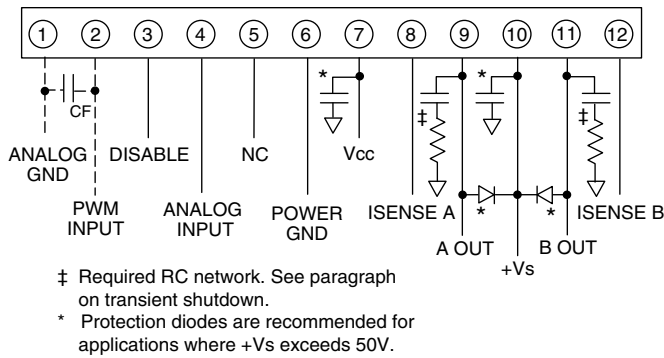 1 2 3 4 5 6 7 8 9 10 11 12
* *
CF ‡ ‡
ANALOG GND
DISABLE
NC
Vcc
PWM INPUT
ANALOG INPUT
POWER GND
ISENSE A
* *
ISENSE B
A OUT
+Vs
B OUT
‡ Required RC network. See paragraph
on transient shutdown.
* Protection diodes are recommended for
applications where +Vs exceeds 50V.